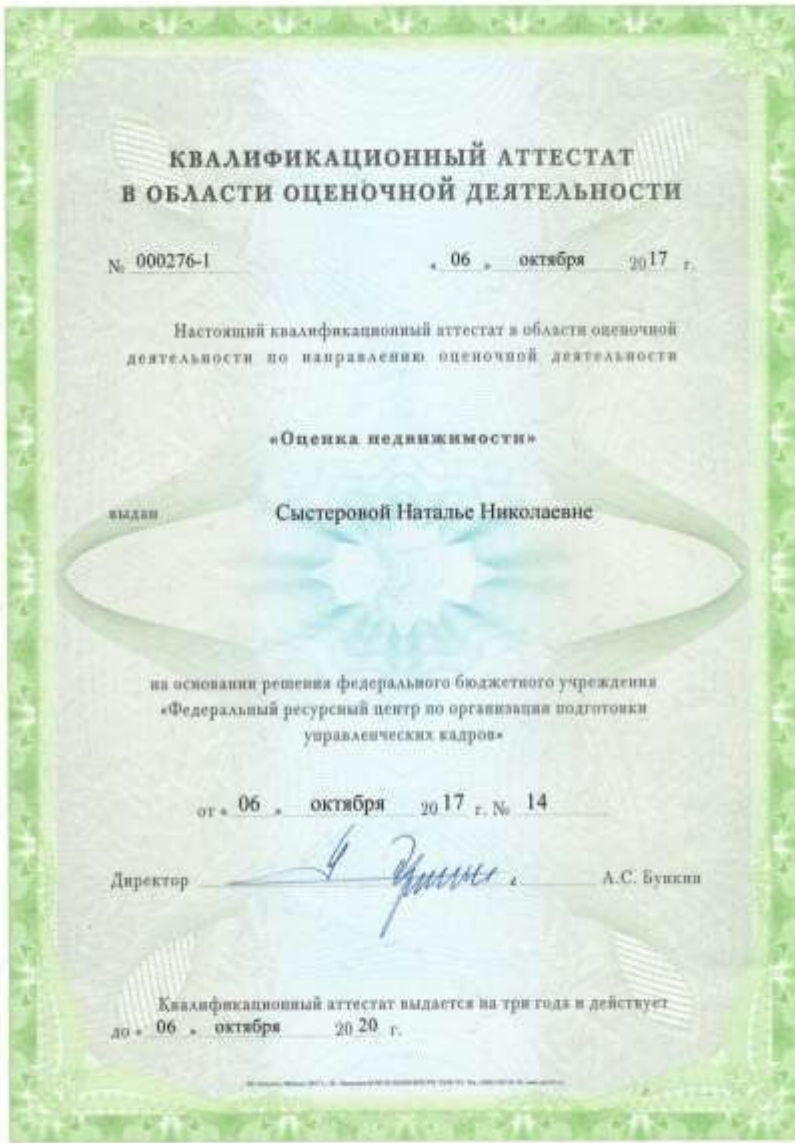 КВАЛИФИКАЦИОННЫЙ АТТЕСТАТ
В ОБЛАСТИ ОЦЕНОЧНОЙ ДЕЯТЕЛЬНОСТИ
№ 000276-1 « 06 » октября 2017 г.
Настоящий квалификационный аттестат в области оценочной
деятельности по направлению оценочной деятельности
«Оценка недвижимости»
выдан Сыстеровой Наталье Николаевне
на основании решения федерального бюджетного учреждения
«Федеральный ресурсный центр по организации подготовки
управленческих кадров»
от « 06 » октября 2017 г. № 14
Директор А.С. Бункин
Квалификационный аттестат выдается на три года и действует
до « 06 » октября 2020 г.